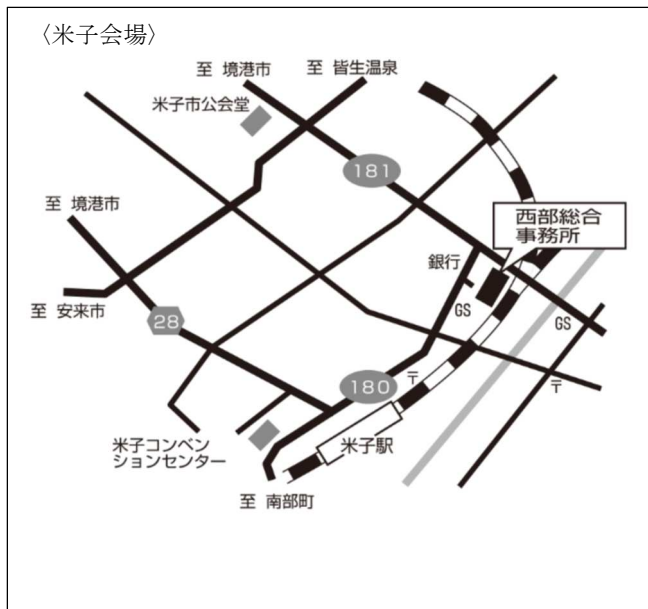 〈米子会場〉
至 境港市
至 皆生温泉
米子市公会堂
181
至 境港市
西部総合
事務所
銀行
GS
GS
至 安来市
28
180
〒
〒
米子コンベン
ションセンター
米子駅
至 南部町